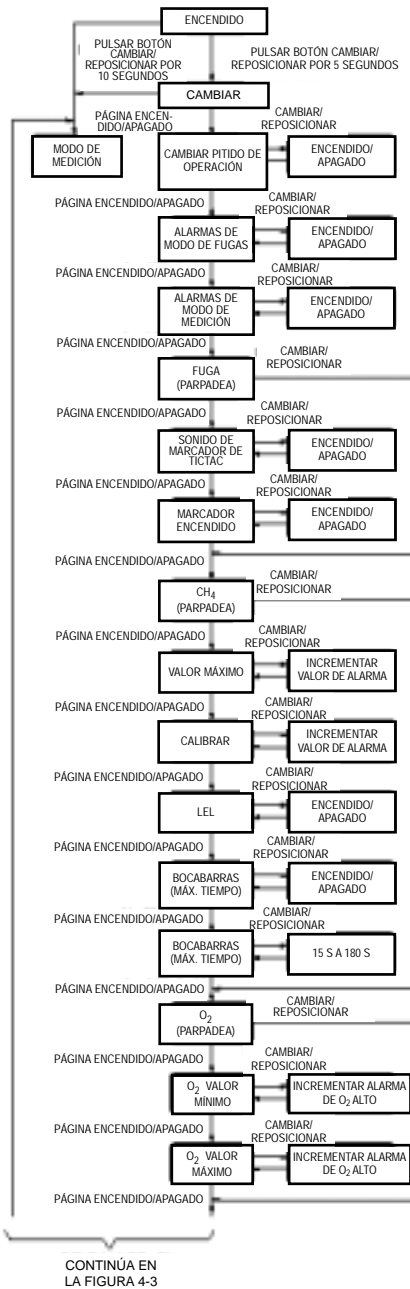 ENCENDIDO
PULSAR BOTÓN
CAMBIAR/
REPOSICIONAR POR
10 SEGUNDOS
PULSAR BOTÓN CAMBIAR/
REPOSICIONAR POR 5 SEGUNDOS
CAMBIAR
PÁGINA ENCEN-
DIDO/APAGADO
CAMBIAR/
REPOSICIONAR
MODO DE
MEDICIÓN
CAMBIAR PITIDO DE
OPERACIÓN
ENCENDIDO/
APAGADO
PÁGINA ENCENDIDO/APAGADO
CAMBIAR/
REPOSICIONAR
ALARMAS DE
MODO DE FUGAS
ENCENDIDO/
APAGADO
PÁGINA ENCENDIDO/APAGADO
CAMBIAR/
REPOSICIONAR
ALARMAS DE
MODO DE
MEDICIÓN
ENCENDIDO/
APAGADO
PÁGINA ENCENDIDO/APAGADO
CAMBIAR/
REPOSICIONAR
FUGA
(PARPADEA)
PÁGINA ENCENDIDO/APAGADO
CAMBIAR/
REPOSICIONAR
SONIDO DE
MARCADOR DE
TICTAC
ENCENDIDO/
APAGADO
PÁGINA ENCENDIDO/APAGADO
CAMBIAR/
REPOSICIONAR
MARCADOR
ENCENDIDO
ENCENDIDO/
APAGADO
PÁGINA ENCENDIDO/APAGADO
CAMBIAR/
REPOSICIONAR
CH4
(PARPADEA)
PÁGINA ENCENDIDO/APAGADO
CAMBIAR/
REPOSICIONAR
VALOR MÁXIMO
INCREMENTAR
VALOR DE ALARMA
PÁGINA ENCENDIDO/APAGADO
CAMBIAR/
REPOSICIONAR
CALIBRAR
INCREMENTAR
VALOR DE ALARMA
PÁGINA ENCENDIDO/APAGADO
CAMBIAR/
REPOSICIONAR
LEL
ENCENDIDO/
APAGADO
PÁGINA ENCENDIDO/APAGADO
CAMBIAR/
REPOSICIONAR
BOCABARRAS
(MÁX. TIEMPO)
ENCENDIDO/
APAGADO
PÁGINA ENCENDIDO/APAGADO
CAMBIAR/
REPOSICIONAR
BOCABARRAS
(MÁX. TIEMPO)
15 S A 180 S
PÁGINA ENCENDIDO/APAGADO
CAMBIAR/
REPOSICIONAR
O2
(PARPADEA)
PÁGINA ENCENDIDO/APAGADO
CAMBIAR/
REPOSICIONAR
O2 VALOR
MÍNIMO
INCREMENTAR ALARMA
DE O2 ALTO
PÁGINA ENCENDIDO/APAGADO
CAMBIAR/
REPOSICIONAR
O2 VALOR
MÁXIMO
INCREMENTAR ALARMA
DE O2 ALTO
PÁGINA ENCENDIDO/APAGADO
CONTINÚA EN
LA FIGURA 4-3